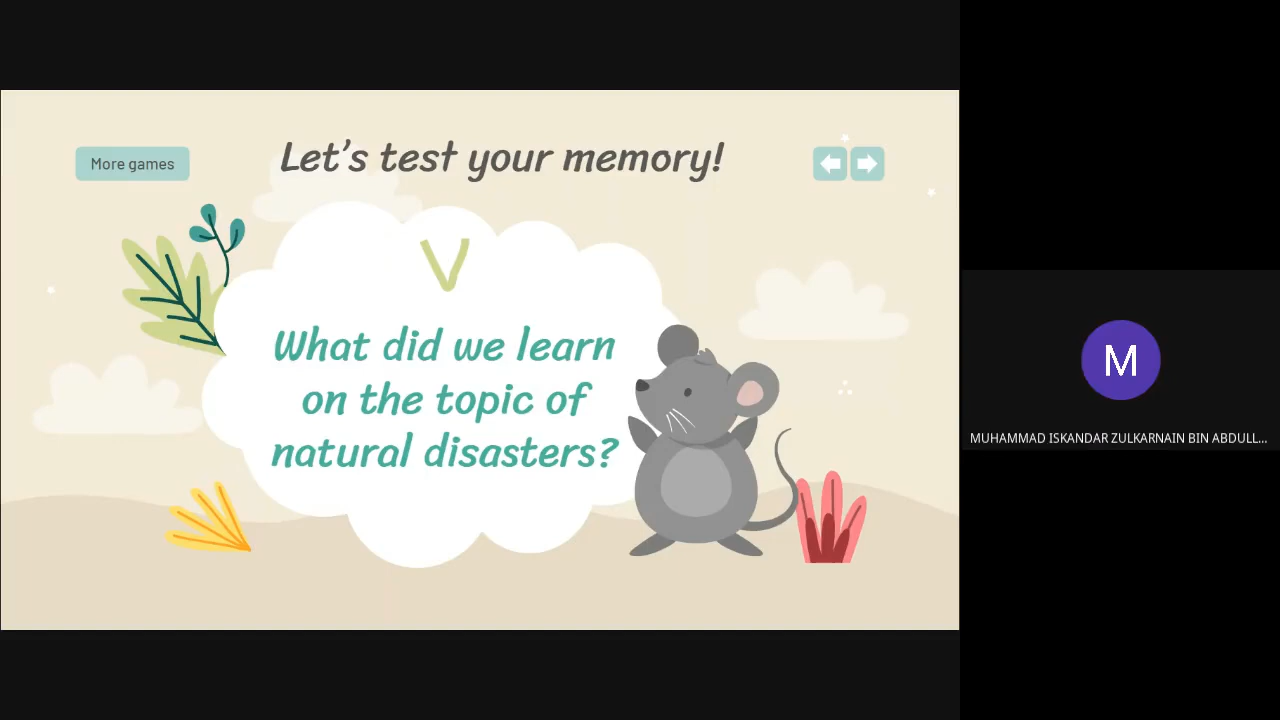 More games
Let's test your memory!
V
What did we learn
on the topic of
natural disasters?
M
MUHAMMAD ISKANDAR ZULKARNAIN BIN ABDULL...